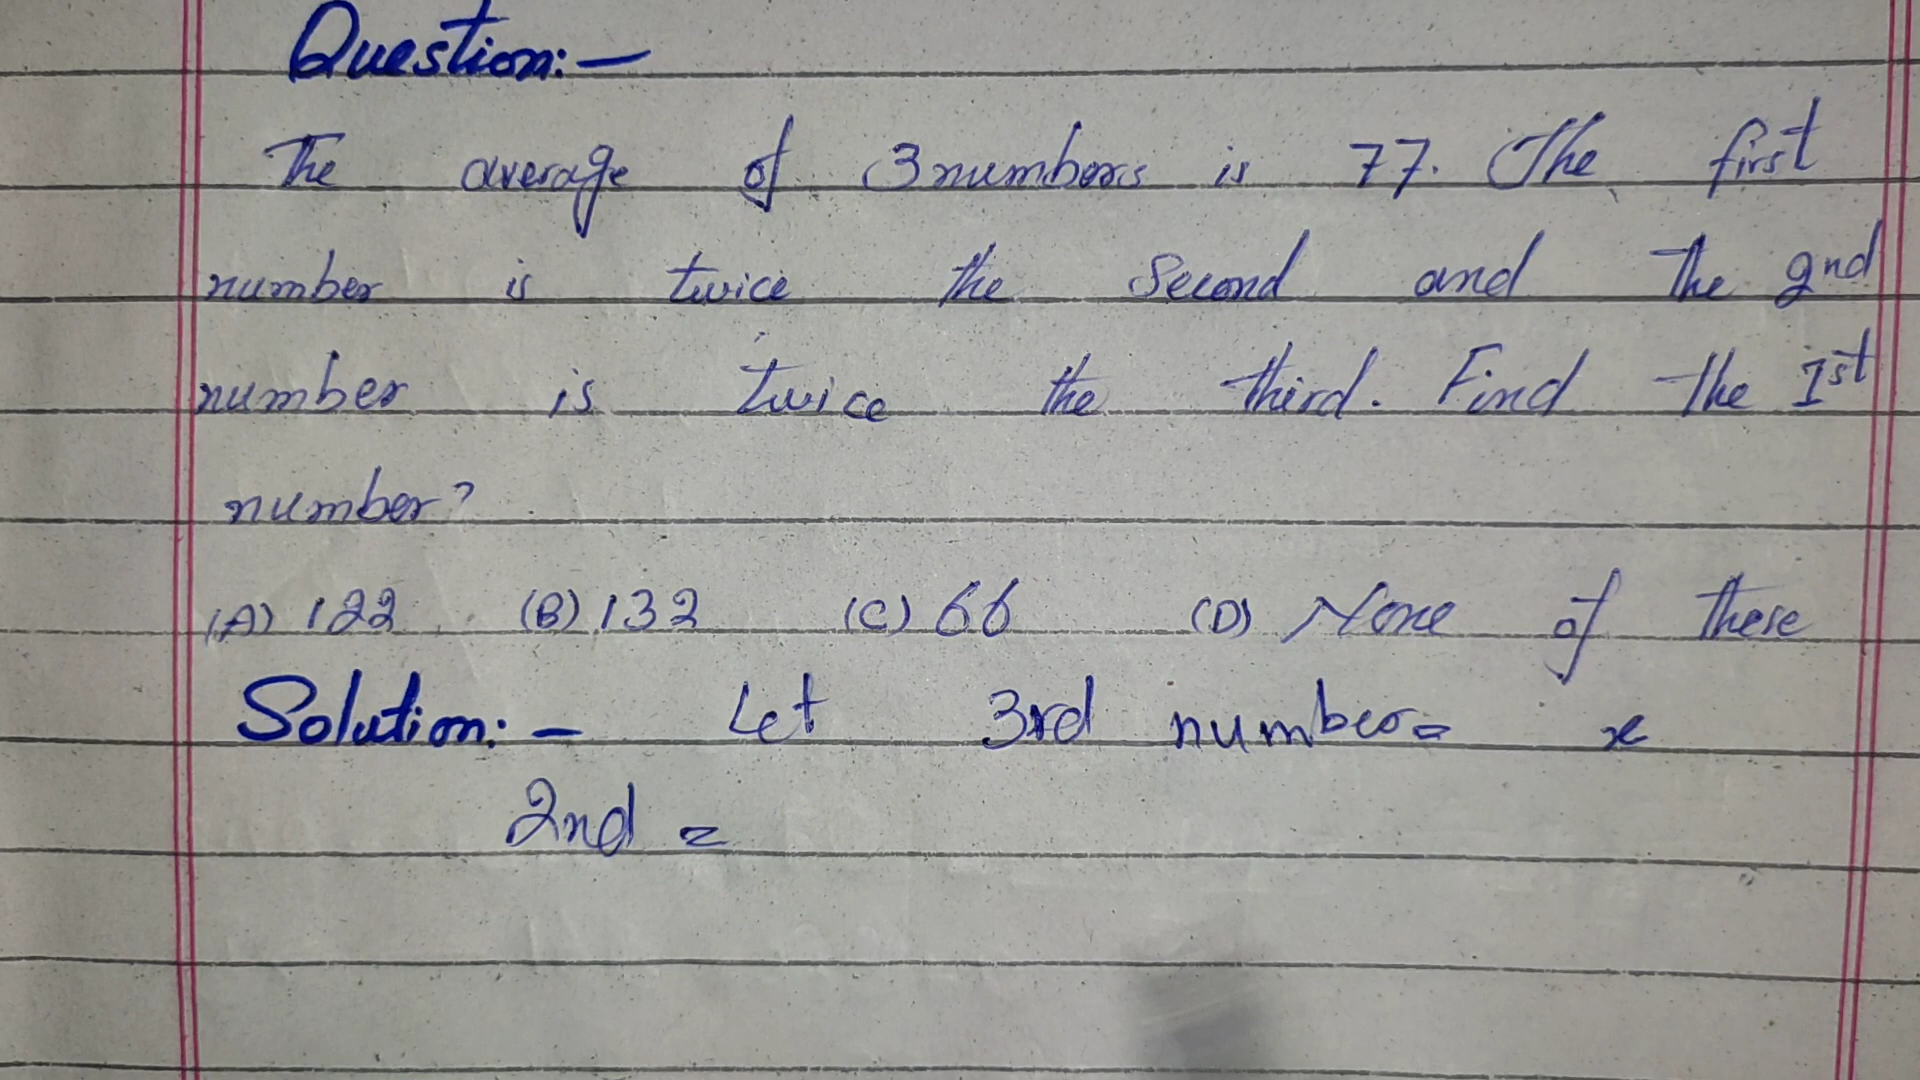 Question:-
The average of 3 numbers is 77. The first
number is twice the second and the 2nd
number is twice the third. Find the 1st
number?
(A) 122 (B) 132 (C) 66 (D) None of these
Solution:- Let 3rd number= x
2nd =